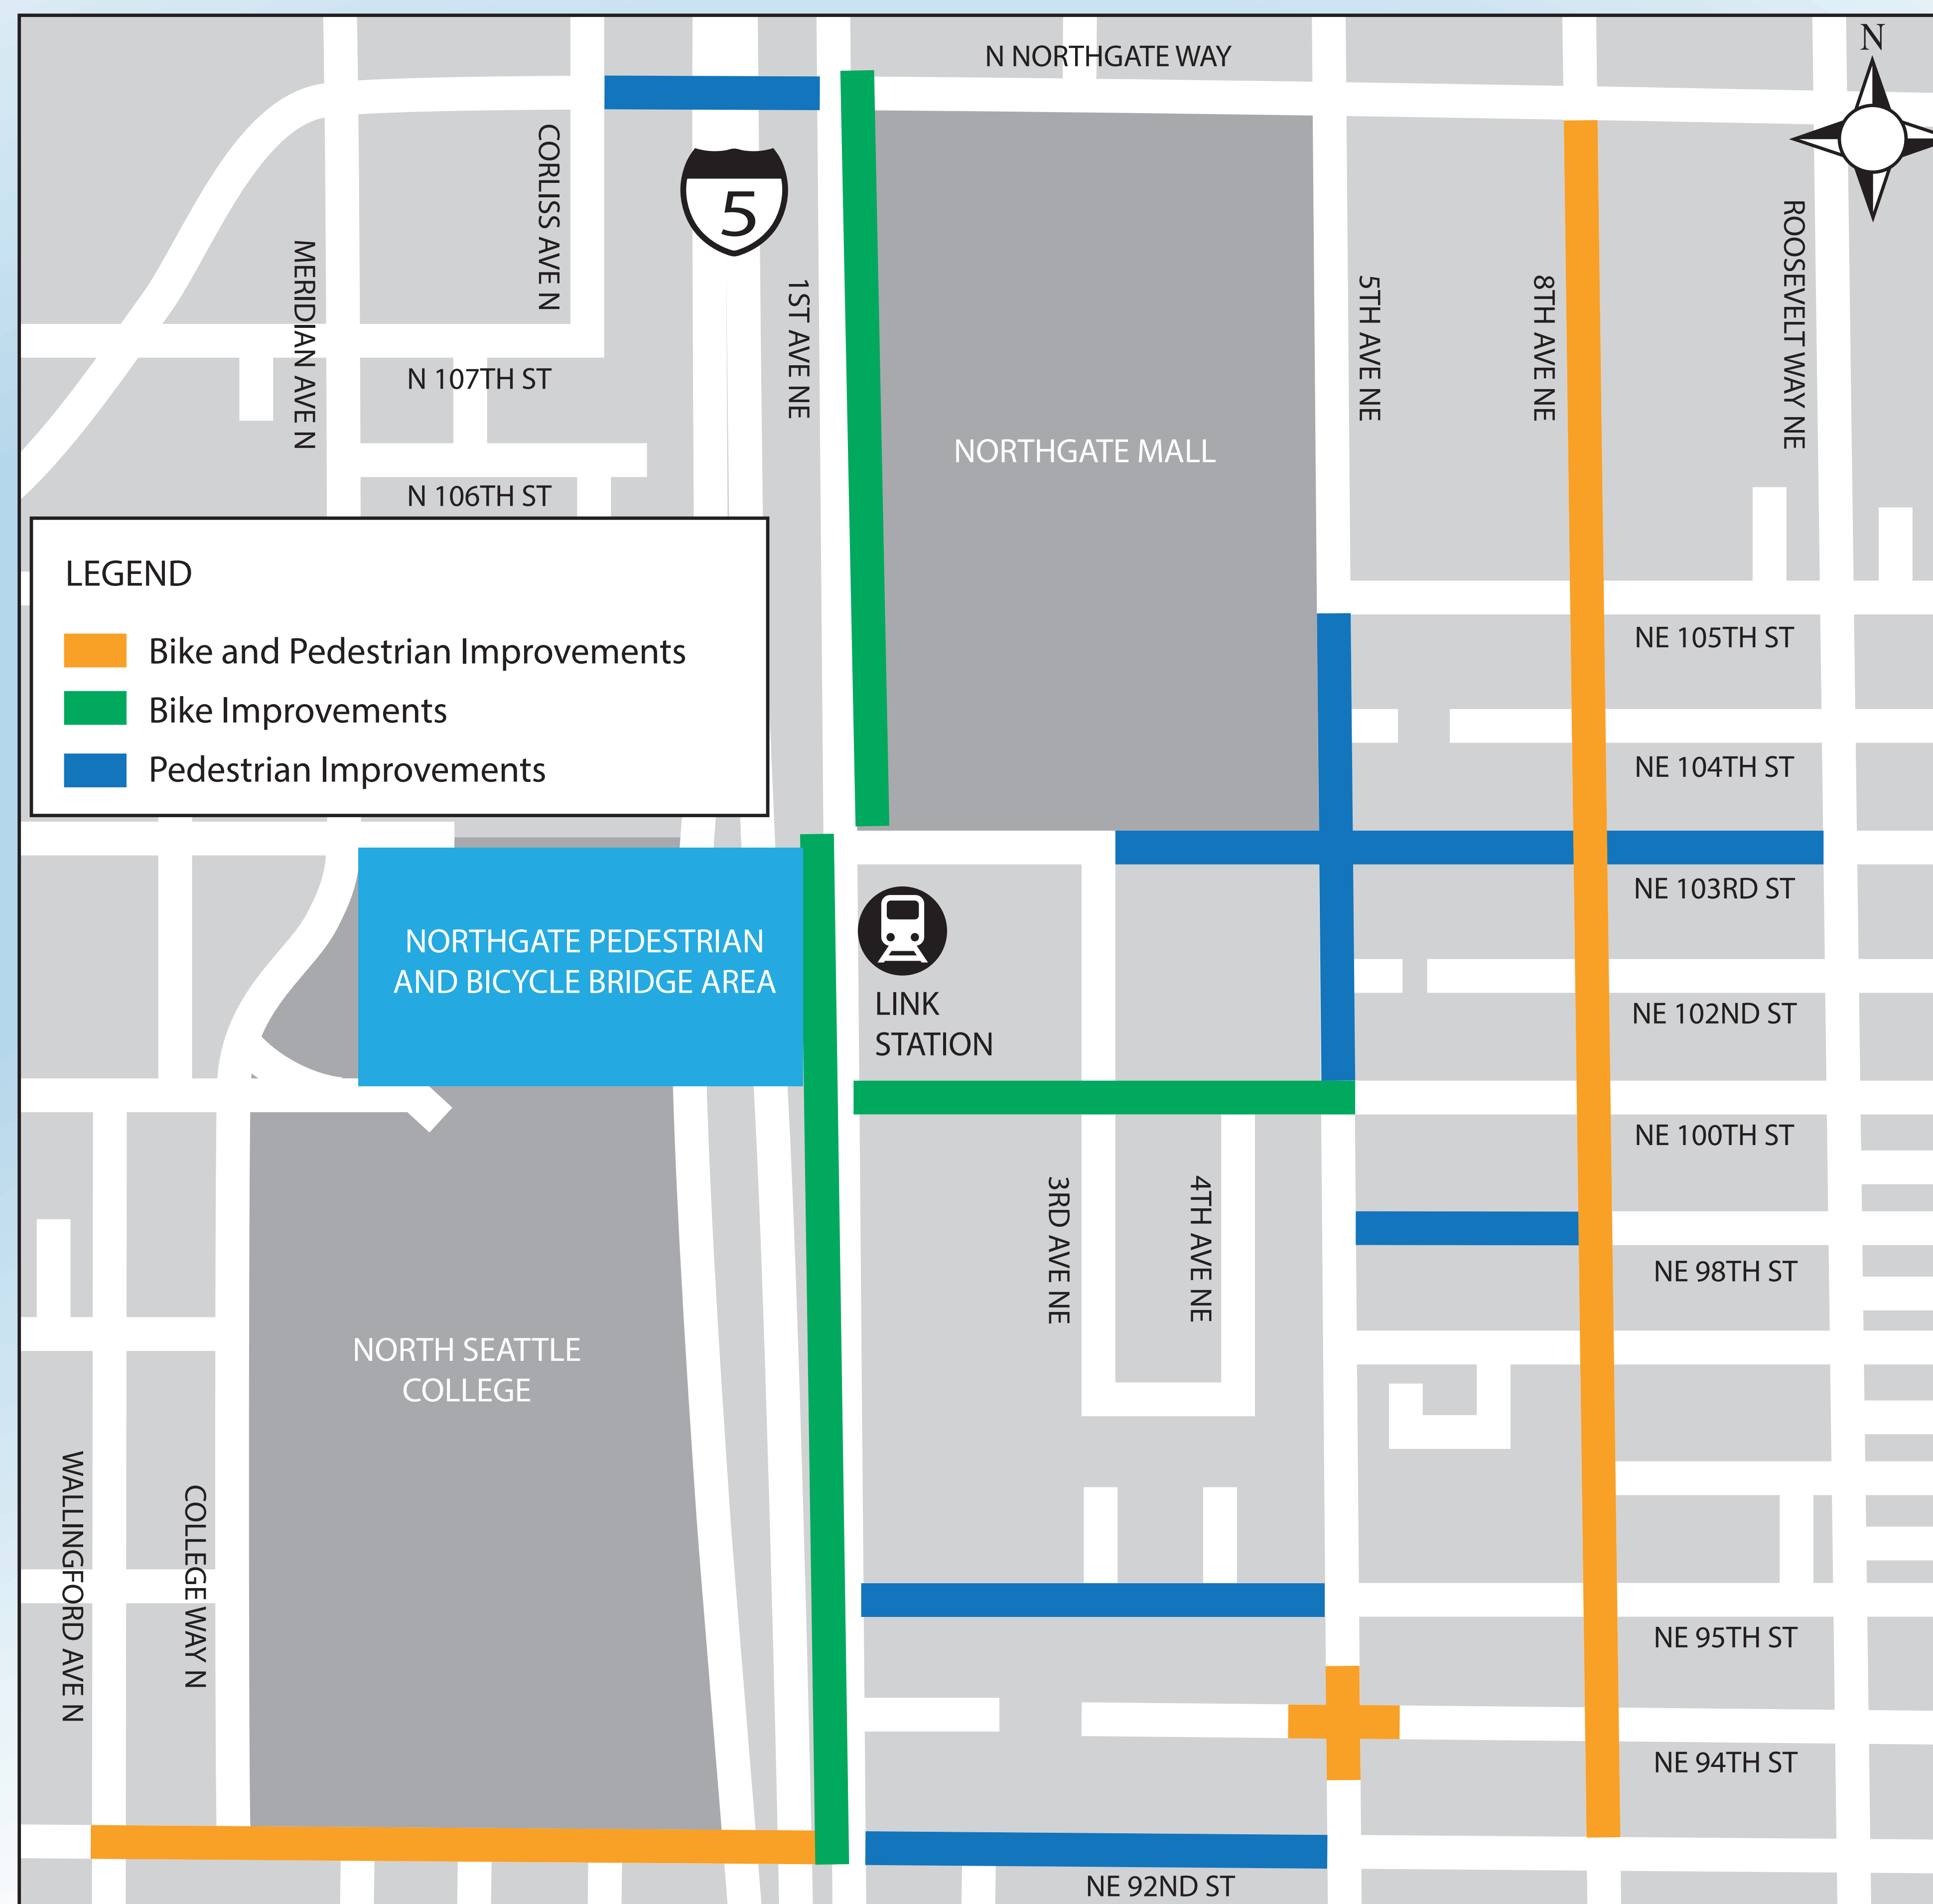 N NORTHGATE WAY
N
CORLISS AVE N
5
MERIDIAN AVE N
1ST AVE NE
5TH AVE NE
8TH AVE NE
ROOSEVELT WAY NE
N 107TH ST
NORTHGATE MALL
N 106TH ST
LEGEND
Bike and Pedestrian Improvements
Bike Improvements
Pedestrian Improvements
NE 105TH ST
NE 104TH ST
NE 103RD ST
NORTHGATE PEDESTRIAN
AND BICYCLE BRIDGE AREA
LINK
STATION
NE 102ND ST
NE 100TH ST
3RD AVE NE
4TH AVE NE
NE 98TH ST
NORTH SEATTLE
COLLEGE
WALLINGFORD AVE N
COLLEGE WAY N
NE 95TH ST
NE 94TH ST
NE 92ND ST